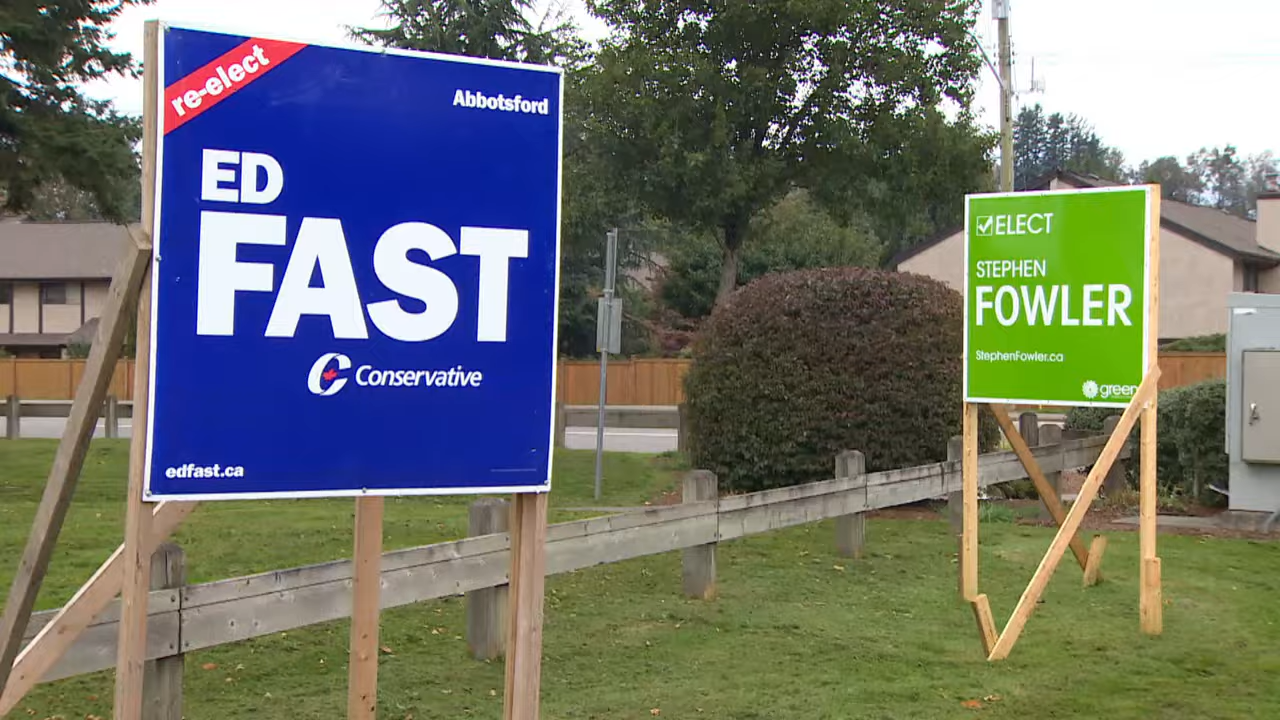 re-elect
Abbotsford
ED
FAST
Conservative
edfast.ca
ELECT
STEPHEN
FOWLER
StephenFowler.ca
green